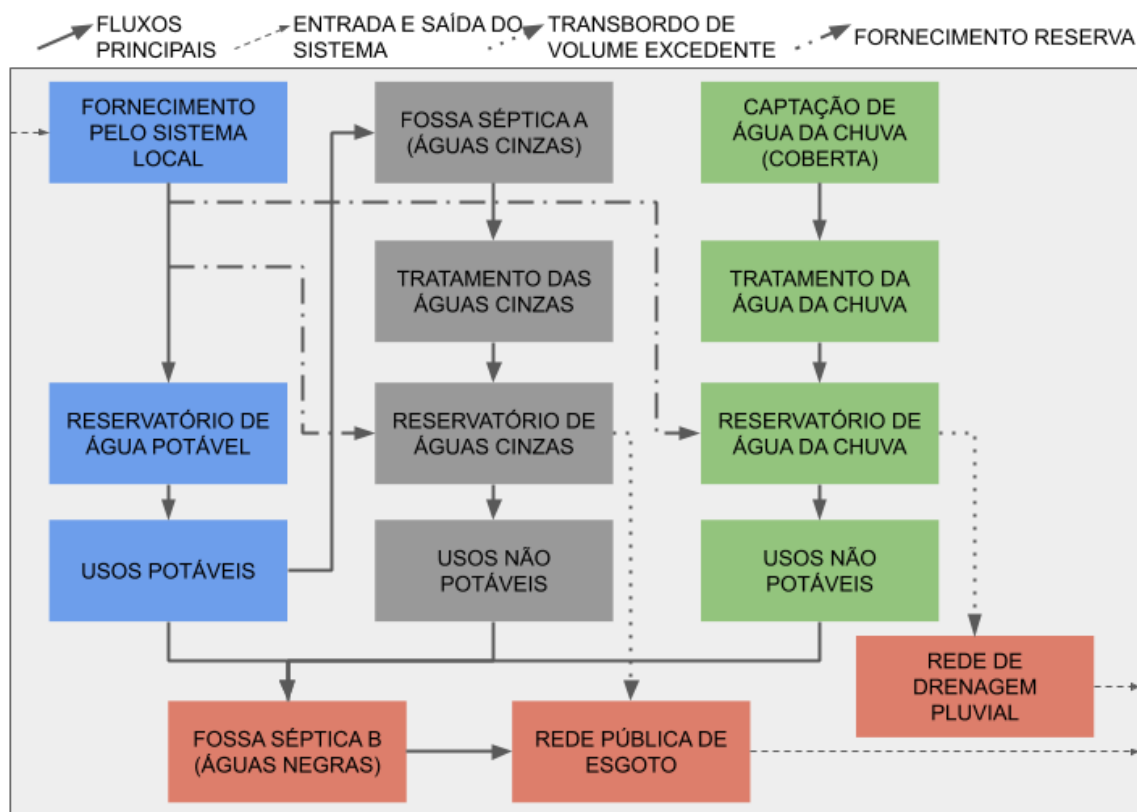 FLUXOS
PRINCIPAIS
ENTRADA E SAÍDA DO
SISTEMA
TRANSBORDO DE
VOLUME EXCEDENTE
FORNECIMENTO RESERVA
FORNECIMENTO
PELO SISTEMA
LOCAL
FOSSA SÉPTICA A
(ÁGUAS CINZAS)
CAPTAÇÃO DE
ÁGUA DA CHUVA
(COBERTA)
TRATAMENTO DAS
ÁGUAS CINZAS
TRATAMENTO DA
ÁGUA DA CHUVA
RESERVATÓRIO DE
ÁGUA POTÁVEL
RESERVATÓRIO DE
ÁGUAS CINZAS
RESERVATÓRIO DE
ÁGUA DA CHUVA
USOS POTÁVEIS
USOS NÃO
POTÁVEIS
USOS NÃO
POTÁVEIS
REDE DE
DRENAGEM
PLUVIAL
FOSSA SÉPTICA B
(ÁGUAS NEGRAS)
REDE PÚBLICA DE
ESGOTO